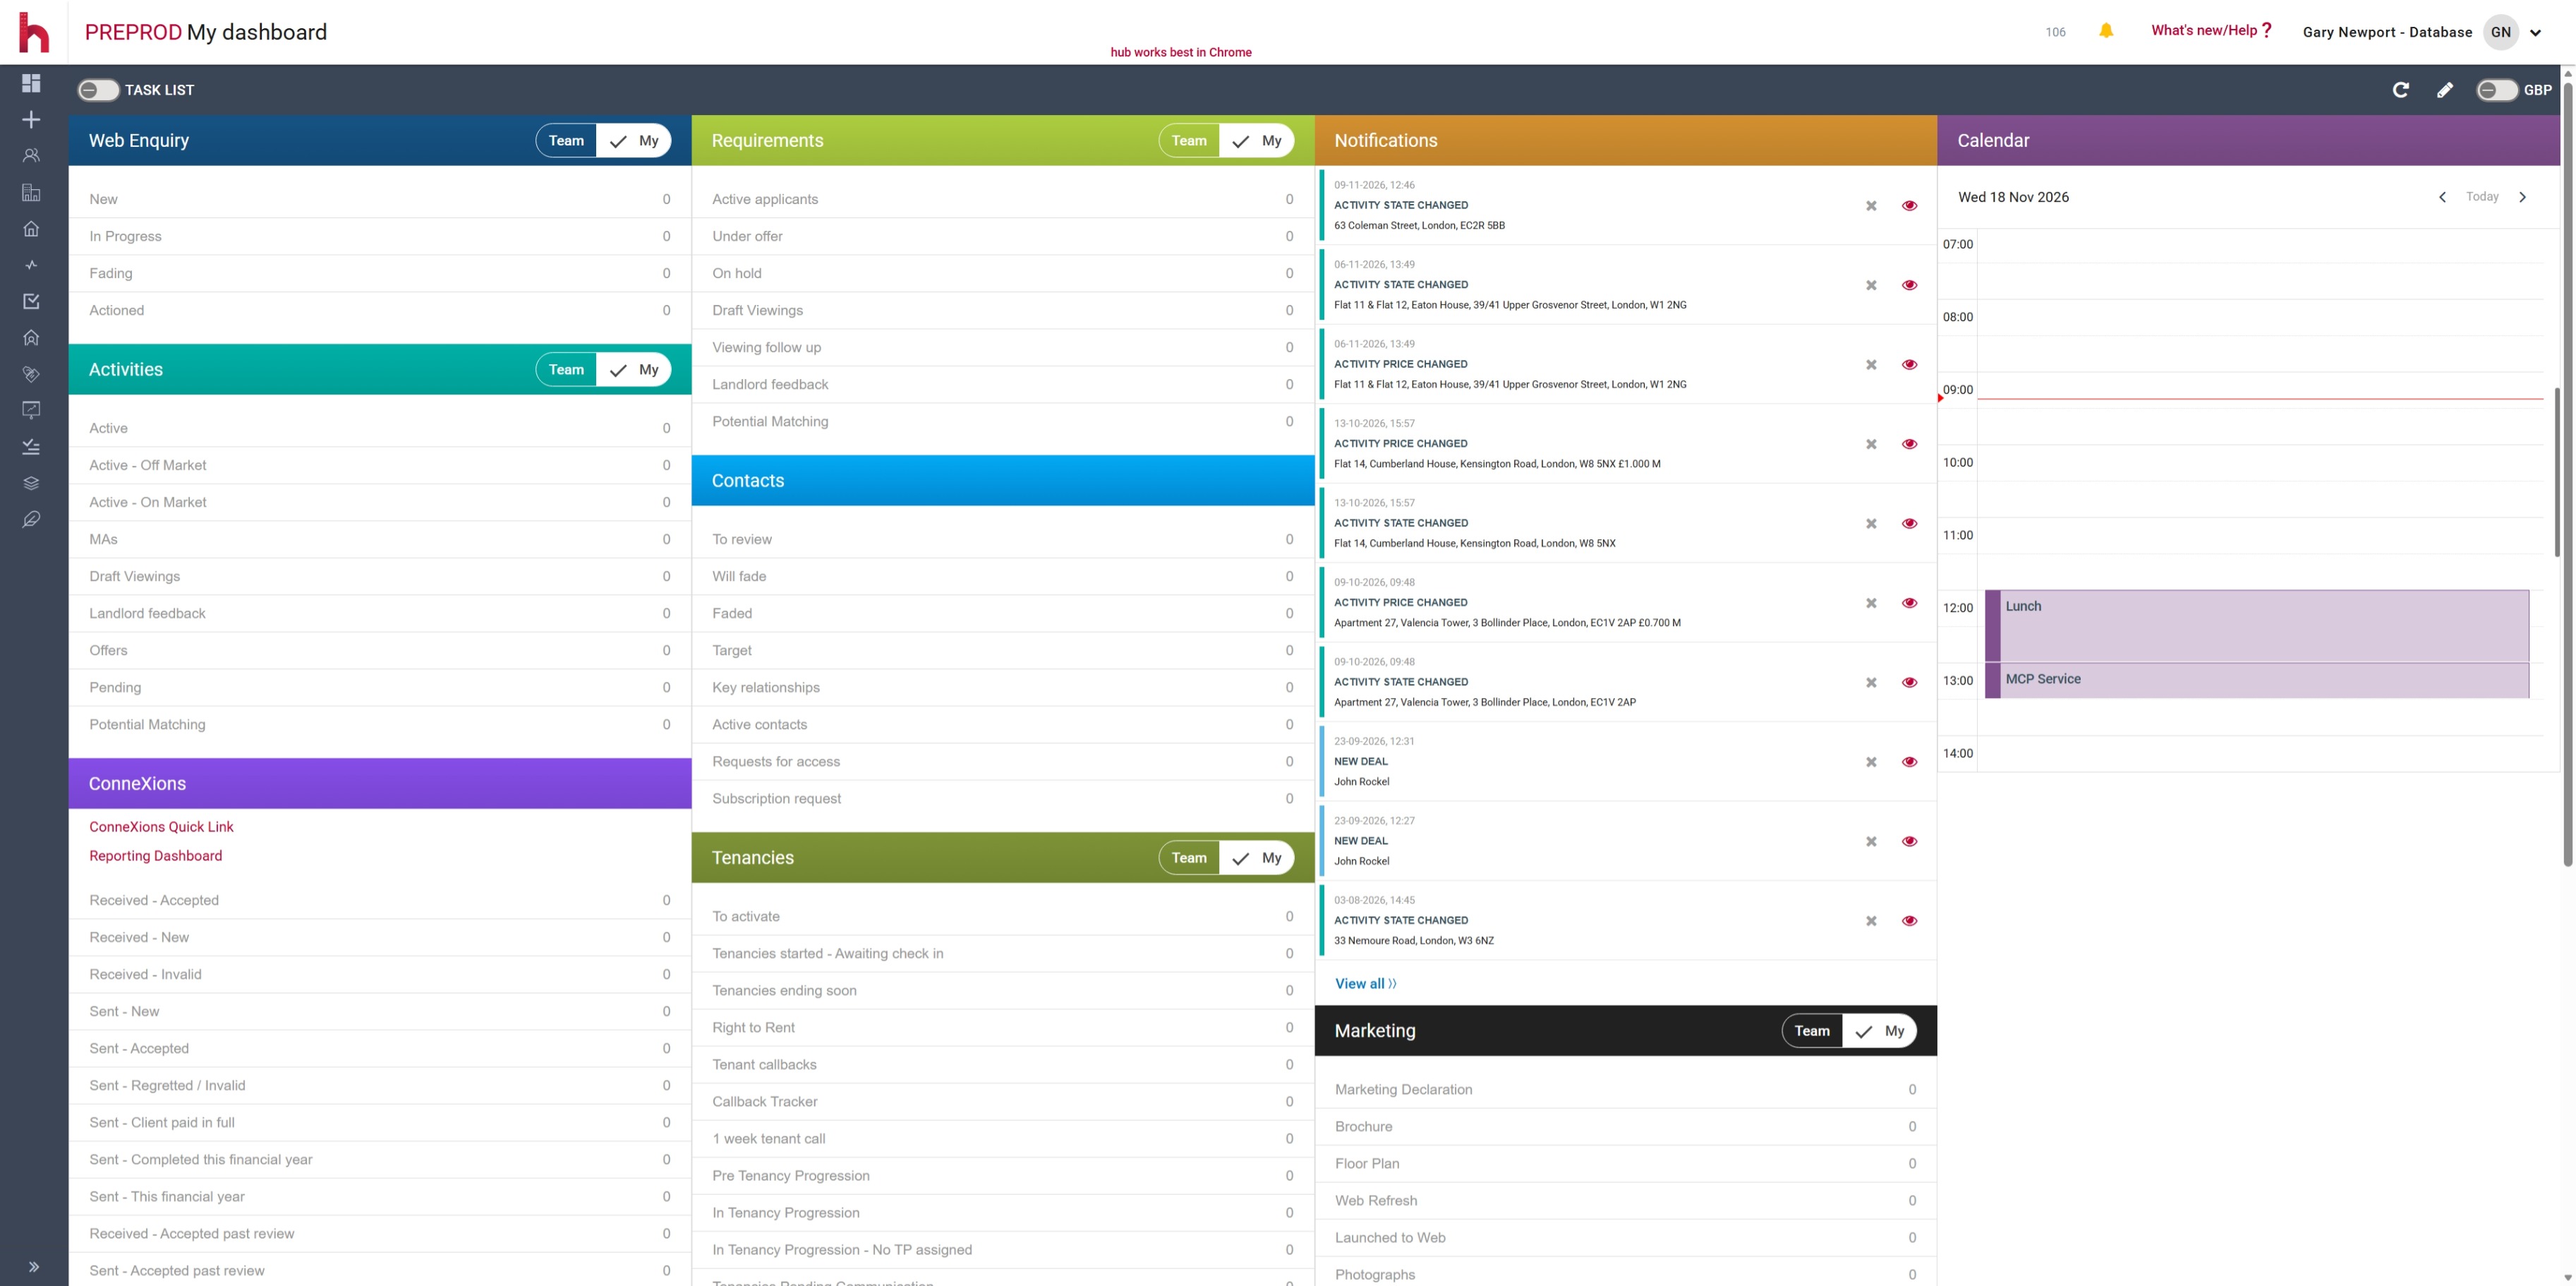 PREPROD My dashboard
hub works best in Chrome
106
What's new/Help ?
Gary Newport - Database
GN
TASK LIST
GBP
Web Enquiry
Team
My
New 0
In Progress 0
Fading 0
Actioned 0
Activities
Team
My
Active 0
Active - Off Market 0
Active - On Market 0
MAs 0
Draft Viewings 0
Landlord feedback 0
Offers 0
Pending 0
Potential Matching 0
ConneXions
ConneXions Quick Link
Reporting Dashboard
Received - Accepted 0
Received - New 0
Received - Invalid 0
Sent - New 0
Sent - Accepted 0
Sent - Regretted / Invalid 0
Sent - Client paid in full 0
Sent - Completed this financial year 0
Sent - This financial year 0
Received - Accepted past review 0
Sent - Accepted past review 0
Requirements
Team
My
Active applicants 0
Under offer 0
On hold 0
Draft Viewings 0
Viewing follow up 0
Landlord feedback 0
Potential Matching 0
Contacts
To review 0
Will fade 0
Faded 0
Target 0
Key relationships 0
Active contacts 0
Requests for access 0
Subscription request 0
Tenancies
Team
My
To activate 0
Tenancies started - Awaiting check in 0
Tenancies ending soon 0
Right to Rent 0
Tenant callbacks 0
Callback Tracker 0
1 week tenant call 0
Pre Tenancy Progression 0
In Tenancy Progression 0
In Tenancy Progression - No TP assigned 0
Tenancies Pending Communication
Notifications
09-11-2026, 12:46
ACTIVITY STATE CHANGED
63 Coleman Street, London, EC2R 5BB
06-11-2026, 13:49
ACTIVITY STATE CHANGED
Flat 11 & Flat 12, Eaton House, 39/41 Upper Grosvenor Street, London, W1 2NG
06-11-2026, 13:49
ACTIVITY PRICE CHANGED
Flat 11 & Flat 12, Eaton House, 39/41 Upper Grosvenor Street, London, W1 2NG
13-10-2026, 15:57
ACTIVITY PRICE CHANGED
Flat 14, Cumberland House, Kensington Road, London, W8 5NX £1.000 M
13-10-2026, 15:57
ACTIVITY STATE CHANGED
Flat 14, Cumberland House, Kensington Road, London, W8 5NX
09-10-2026, 09:48
ACTIVITY PRICE CHANGED
Apartment 27, Valencia Tower, 3 Bollinder Place, London, EC1V 2AP £0.700 M
09-10-2026, 09:48
ACTIVITY STATE CHANGED
Apartment 27, Valencia Tower, 3 Bollinder Place, London, EC1V 2AP
23-09-2026, 12:31
NEW DEAL
John Rockel
23-09-2026, 12:27
NEW DEAL
John Rockel
03-08-2026, 14:45
ACTIVITY STATE CHANGED
33 Nemoure Road, London, W3 6NZ
View all
Marketing
Team
My
Marketing Declaration 0
Brochure 0
Floor Plan 0
Web Refresh 0
Launched to Web 0
Photographs 0
Calendar
Wed 18 Nov 2026
Today
07:00
08:00
09:00
10:00
11:00
12:00
Lunch
13:00
MCP Service
14:00